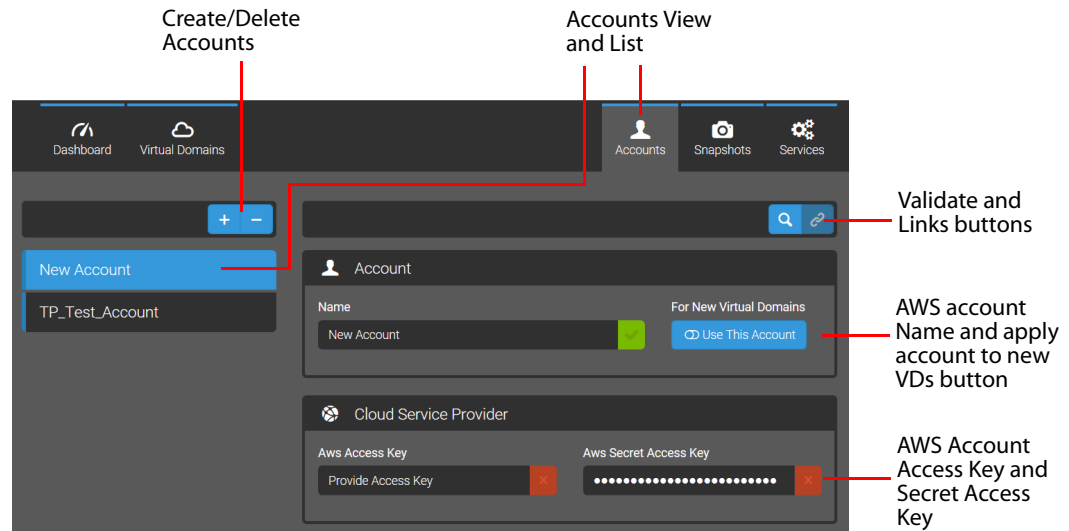 Create/Delete
Accounts
Accounts View
and List
Dashboard
Virtual Domains
Accounts
Snapshots
Services
Validate and
Links buttons
New Account
TP_Test_Account
Account
Name
For New Virtual Domains
New Account
Use This Account
AWS account
Name and apply
account to new
VDs button
Cloud Service Provider
Aws Access Key
Aws Secret Access Key
Provide Access Key
AWS Account
Access Key and
Secret Access
Key